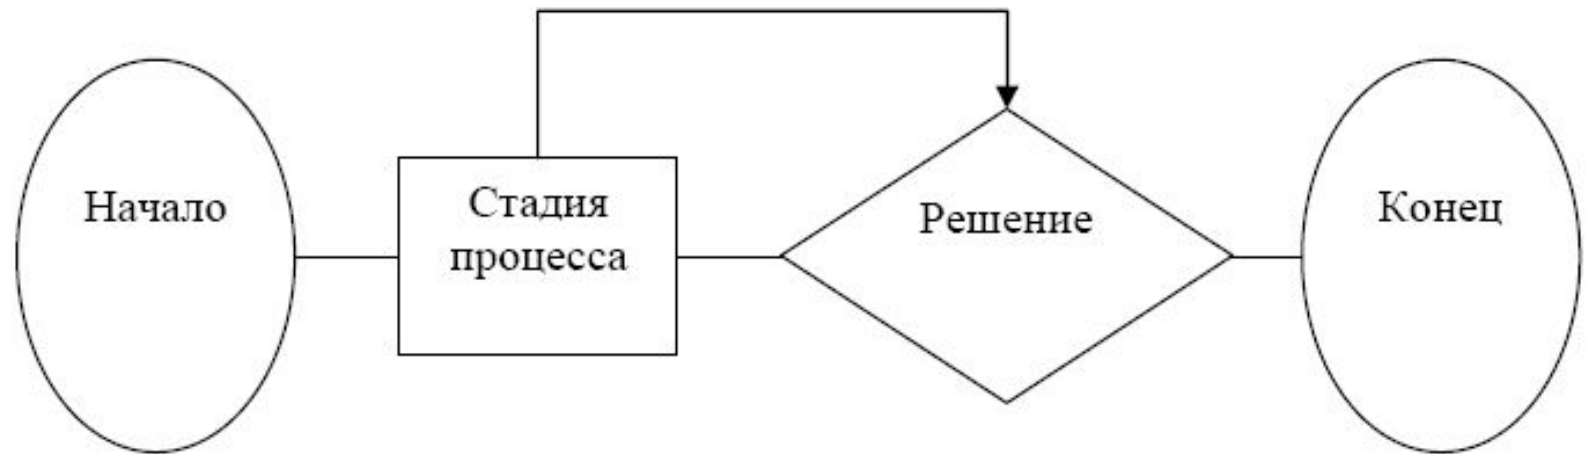 Начало
Стадия
процесса
Решение
Конец